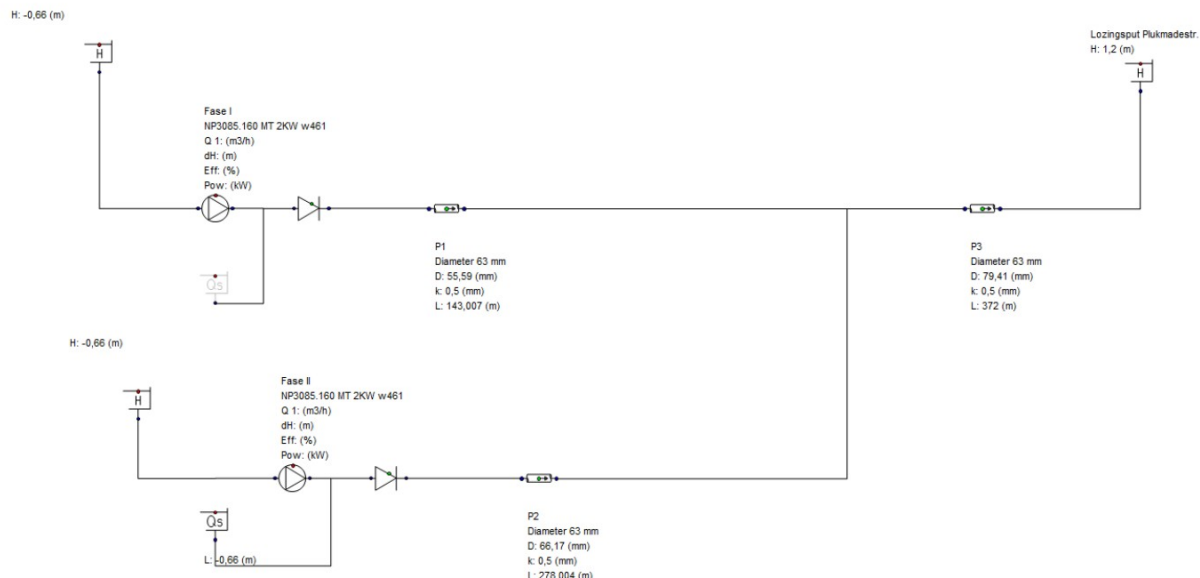 H: -0,66 (m)
H
Lozingsput Plukmadestr.
H: 1,2 (m)
H
Fase I
NP3085.160 MT 2KW w461
Q 1: (m3/h)
dH: (m)
Eff: (%)
Pow: (kW)
Qs
P1
Diameter 63 mm
D: 55,59 (mm)
k: 0,5 (mm)
L: 143,007 (m)
P3
Diameter 63 mm
D: 79,41 (mm)
k: 0,5 (mm)
L: 372 (m)
H: -0,66 (m)
H
Fase II
NP3085.160 MT 2KW w461
Q 1: (m3/h)
dH: (m)
Eff: (%)
Pow: (kW)
Qs
L: -0,66 (m)
P2
Diameter 63 mm
D: 66,17 (mm)
k: 0,5 (mm)
L: 278,004 (m)